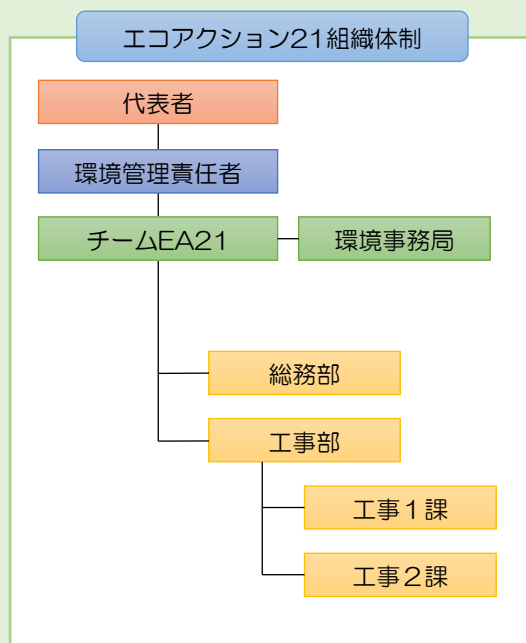 エコアクション21組織体制
代表者
環境管理責任者
チームEA21
環境事務局
総務部
工事部
工事１課
工事２課